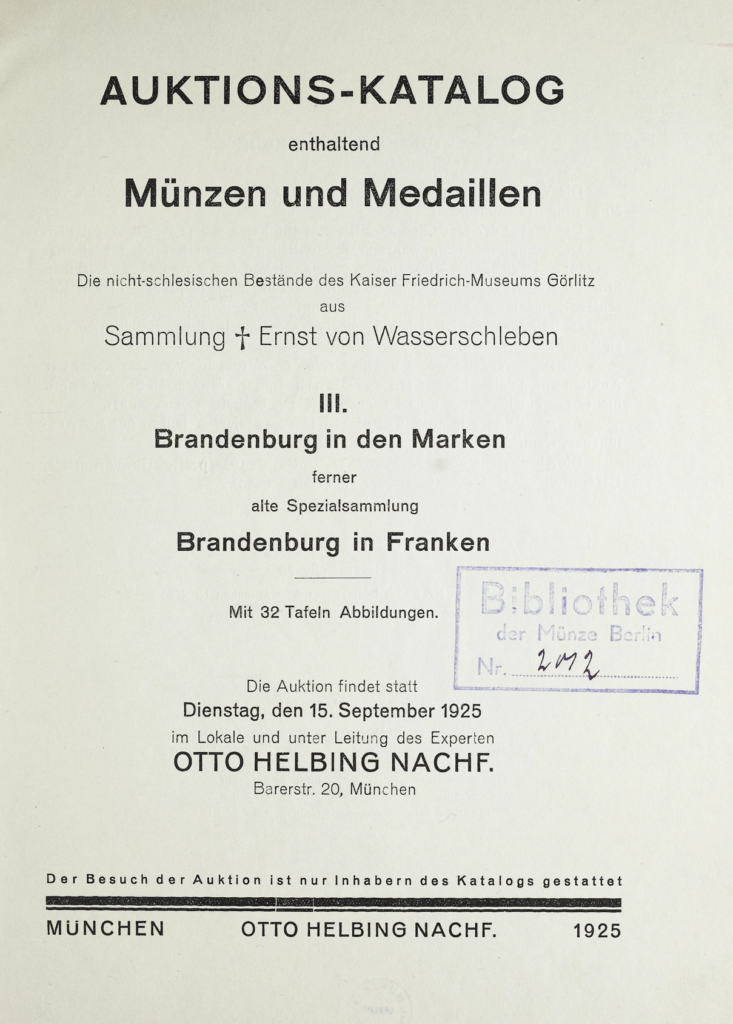 AUKTIONS-KATALOG
enthaltend
Münzen und Medaillen
Die nicht-schlesischen Bestände des Kaiser Friedrich-Museums Görlitz
aus
Sammlung † Ernst von Wasserschleben
III.
Brandenburg in den Marken
ferner
alte Spezialsammlung
Brandenburg in Franken
Mit 32 Tafeln Abbildungen.
Bibliothek
der Münze Berlin
Nr. 2012
Die Auktion findet statt
Dienstag, den 15. September 1925
im Lokale und unter Leitung des Experten
OTTO HELBING NACHF.
Barerstr. 20, München
Der Besuch der Auktion ist nur Inhabern des Katalogs gestattet
MÜNCHEN OTTO HELBING NACHF. 1925